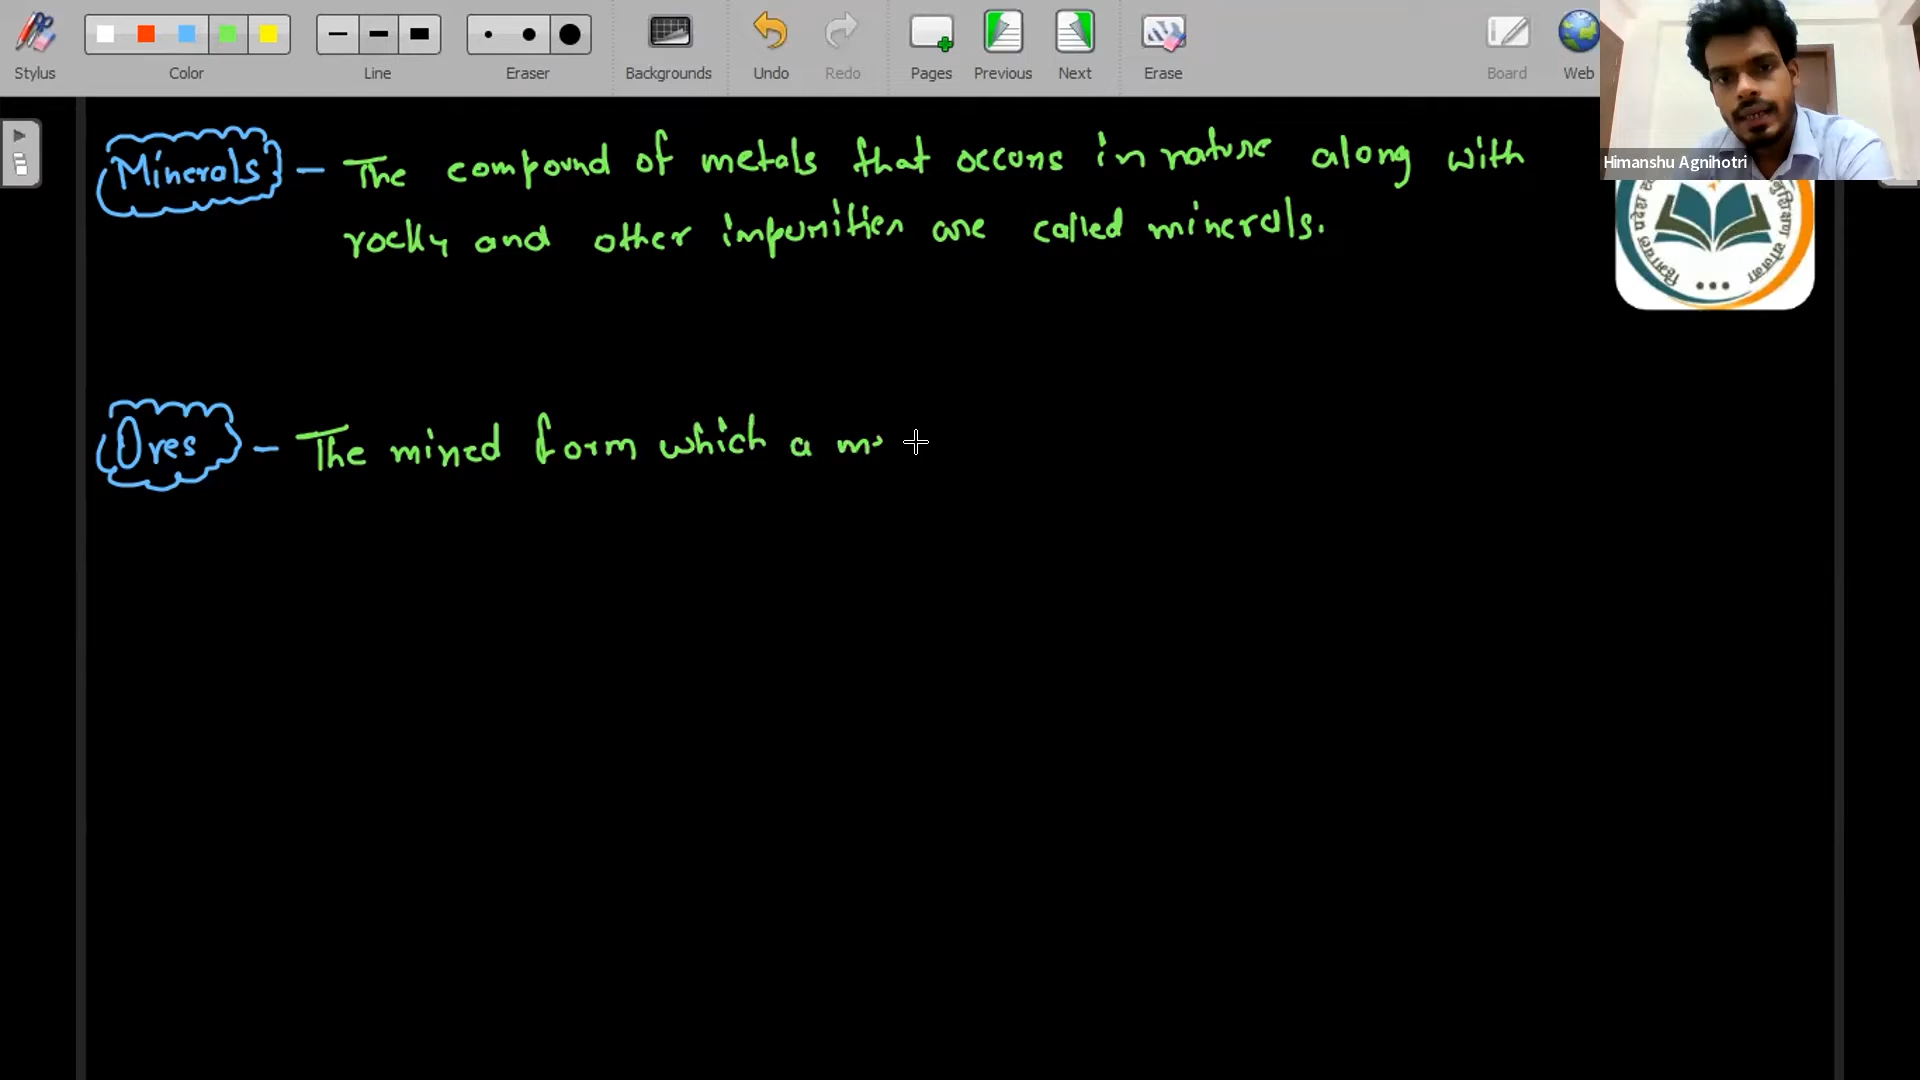 Stylus Color Line Eraser Backgrounds Undo Redo Pages Previous Next Erase Board Web
Himanshu Agnihotri
Minerals - The compound of metals that occurs in nature along with
rocky and other impurities are called minerals.
Ores - The mined form which a